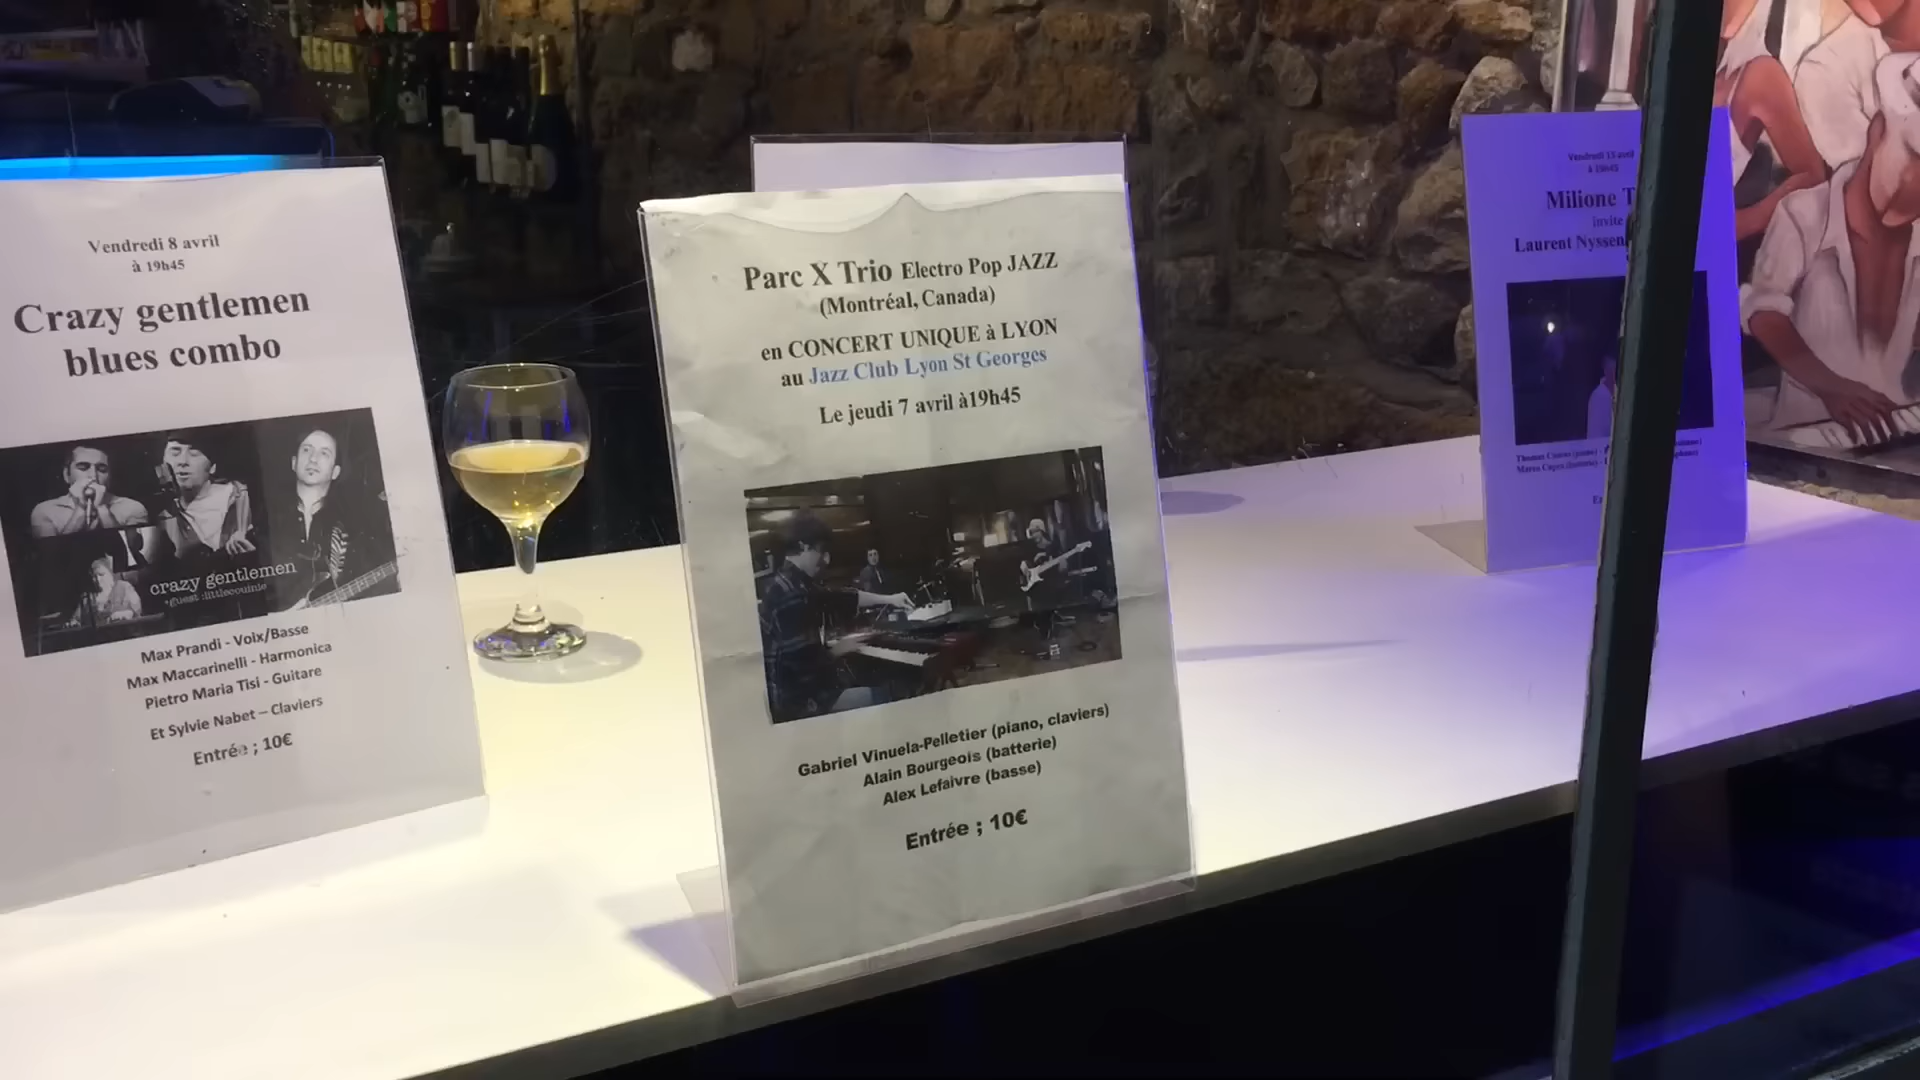 Vendredi 8 avril
à 19h45
Crazy gentlemen
blues combo
crazy gentlemen
*guest :littlecouinie
Max Prandi - Voix/Basse
Max Maccarinelli - Harmonica
Pietro Maria Tisi - Guitare
Et Sylvie Nabet – Claviers
Entrée ; 10€
Parc X Trio Electro Pop JAZZ
(Montréal, Canada)
en CONCERT UNIQUE à LYON
au Jazz Club Lyon St Georges
Le jeudi 7 avril à19h45
Gabriel Vinuela-Pelletier (piano, claviers)
Alain Bourgeois (batterie)
Alex Lefaivre (basse)
Entrée ; 10€
Vendredi 15 avril
à 19h45
Milione T
invite
Laurent Nyssen